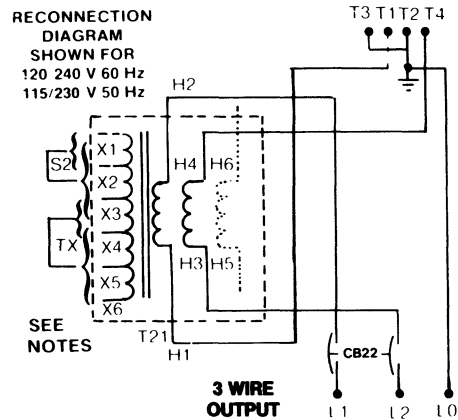 RECONNECTION
DIAGRAM
SHOWN FOR
120 240 V 60 Hz
115/230 V 50 Hz
T3 T1 T2 T4
H2
X1
S2
X2
H4 H6
X3
TX
X4
X5
H3 H5
X6
T21
H1
SEE
NOTES
CB22
3 WIRE
OUTPUT
L1 L2 L0